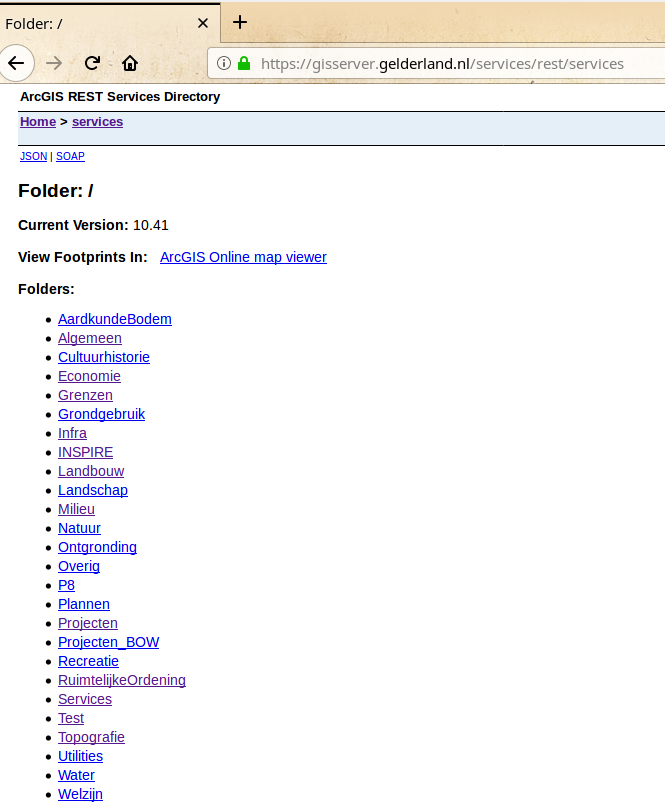 Folder: /
https://gisserver.gelderland.nl/services/rest/services
ArcGIS REST Services Directory
Home > services
JSON | SOAP
Folder: /
Current Version: 10.41
View Footprints In: ArcGIS Online map viewer
Folders:
AardkundeBodem
Algemeen
Cultuurhistorie
Economie
Grenzen
Grondgebruik
Infra
INSPIRE
Landbouw
Landschap
Milieu
Natuur
Ontgronding
Overig
P8
Plannen
Projecten
Projecten_BOW
Recreatie
RuimtelijkeOrdening
Services
Test
Topografie
Utilities
Water
Welzijn